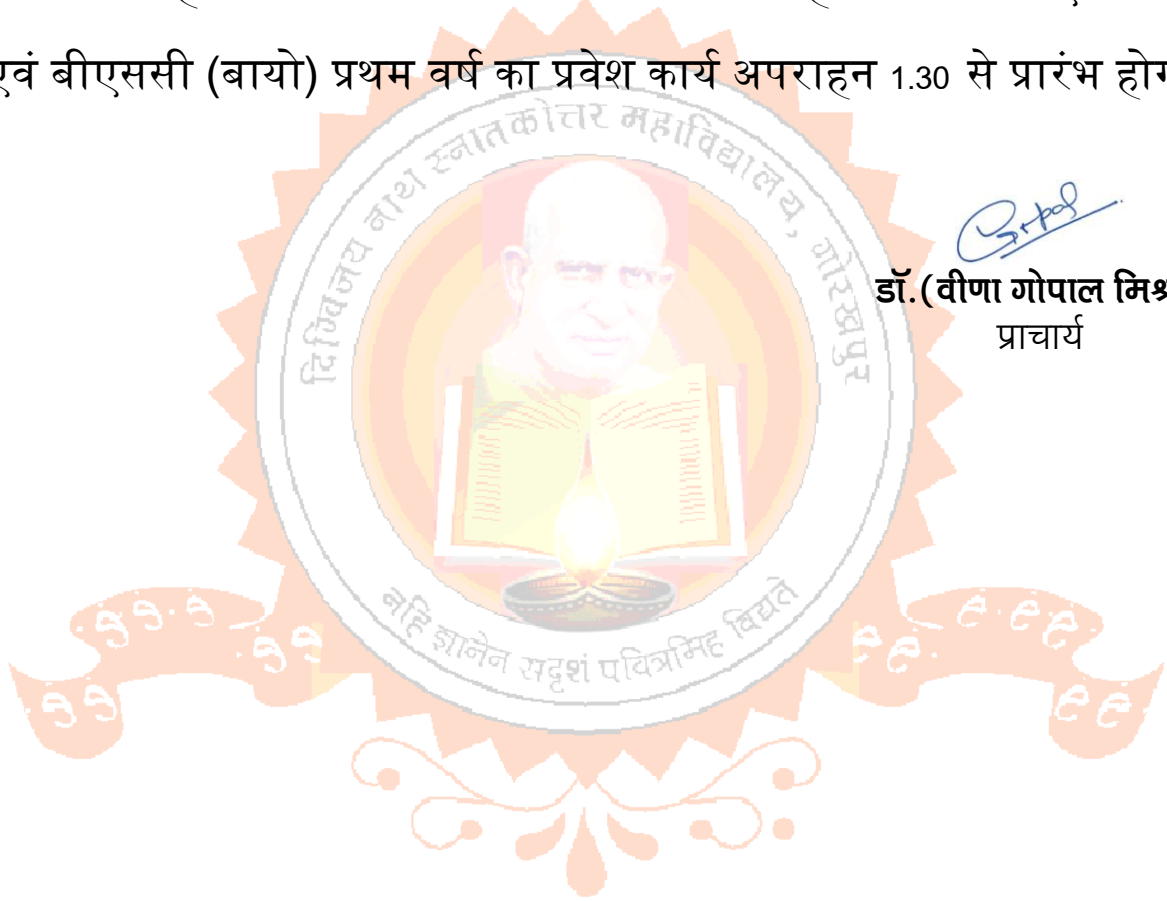 एवं बीएससी (बायो) प्रथम वर्ष का प्रवेश कार्य अपराहन 1.30 से प्रारंभ
दिग्विजय नाथ स्नातकोत्तर महाविद्यालय, गोरखपुर
डॉ.(वीणा गोपाल मिश्र
प्राचार्य
नहि ज्ञानेन सदृशं पवित्रमिह विद्यते